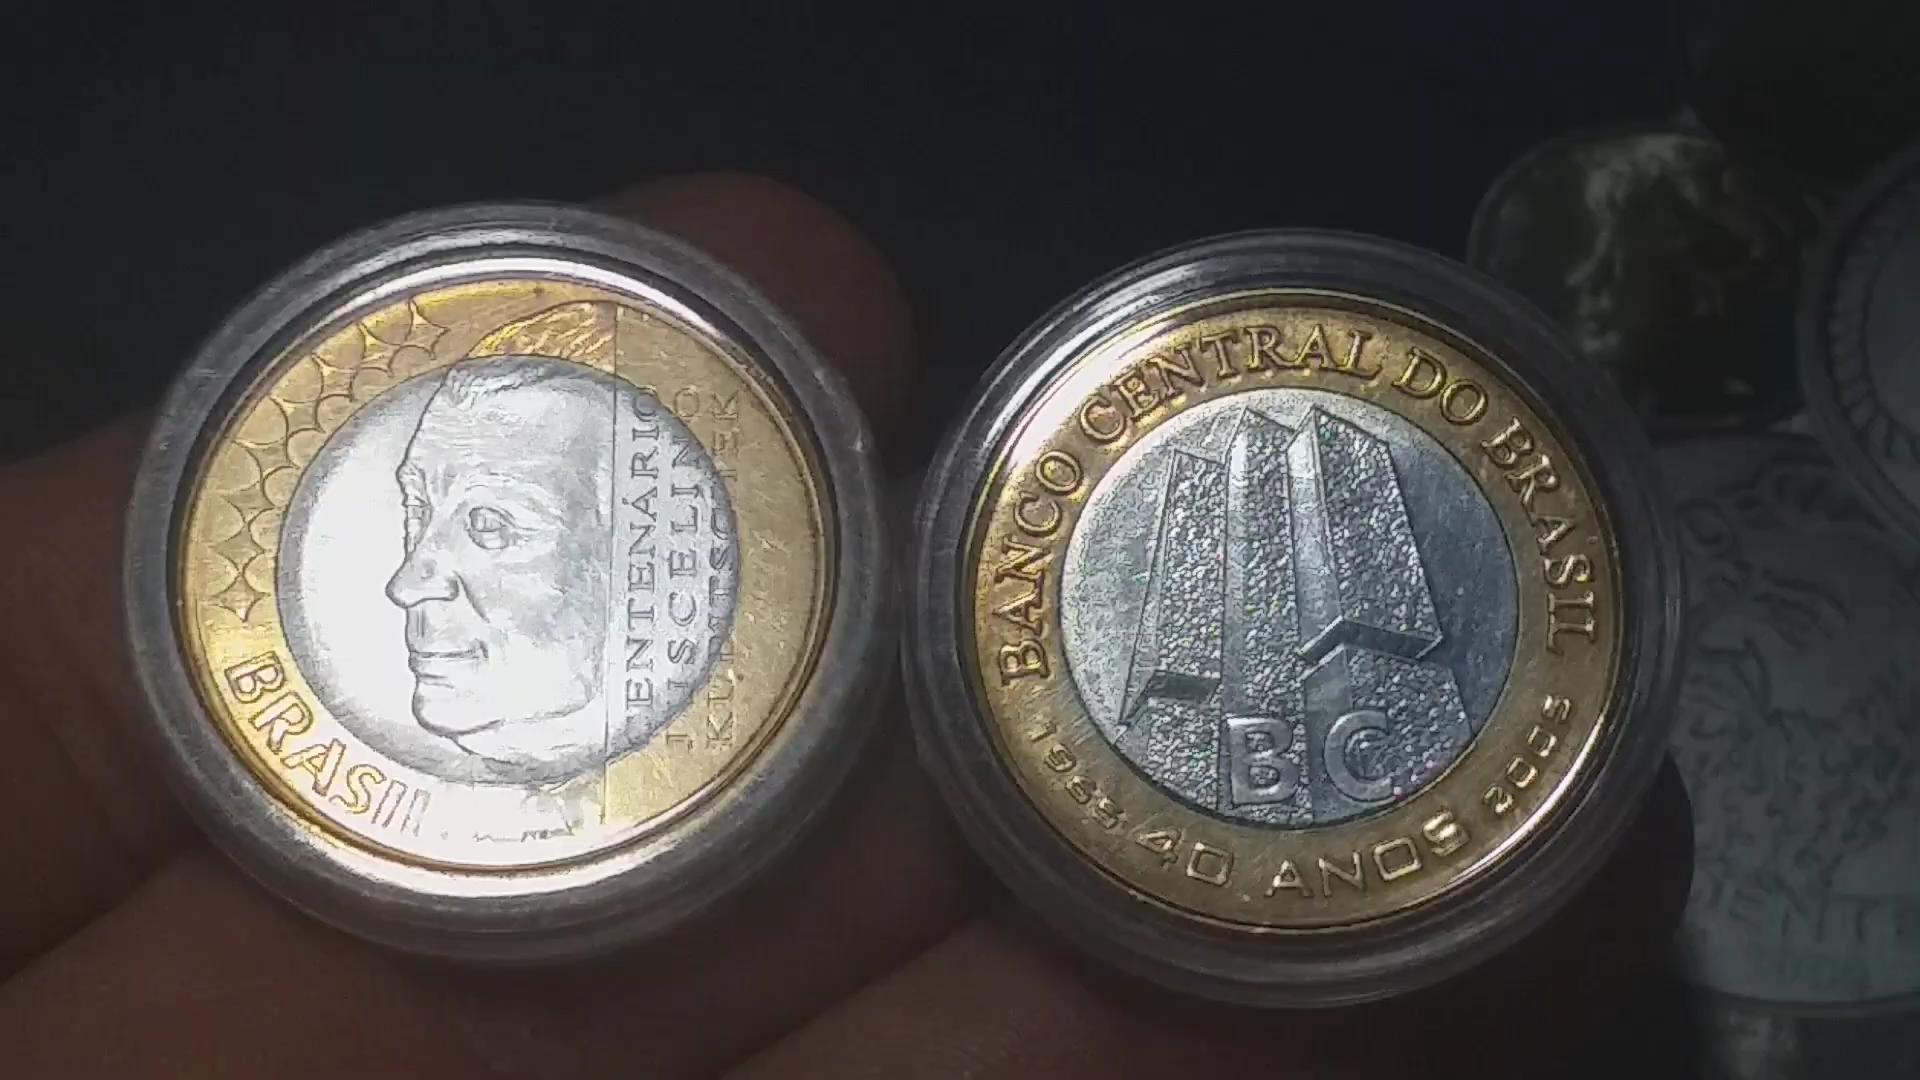 CENTENÁRIO
JUSCELINO
KUBITSCHEK
BRASIL
BANCO CENTRAL DO BRASIL
BC
1965 40 ANOS 2005